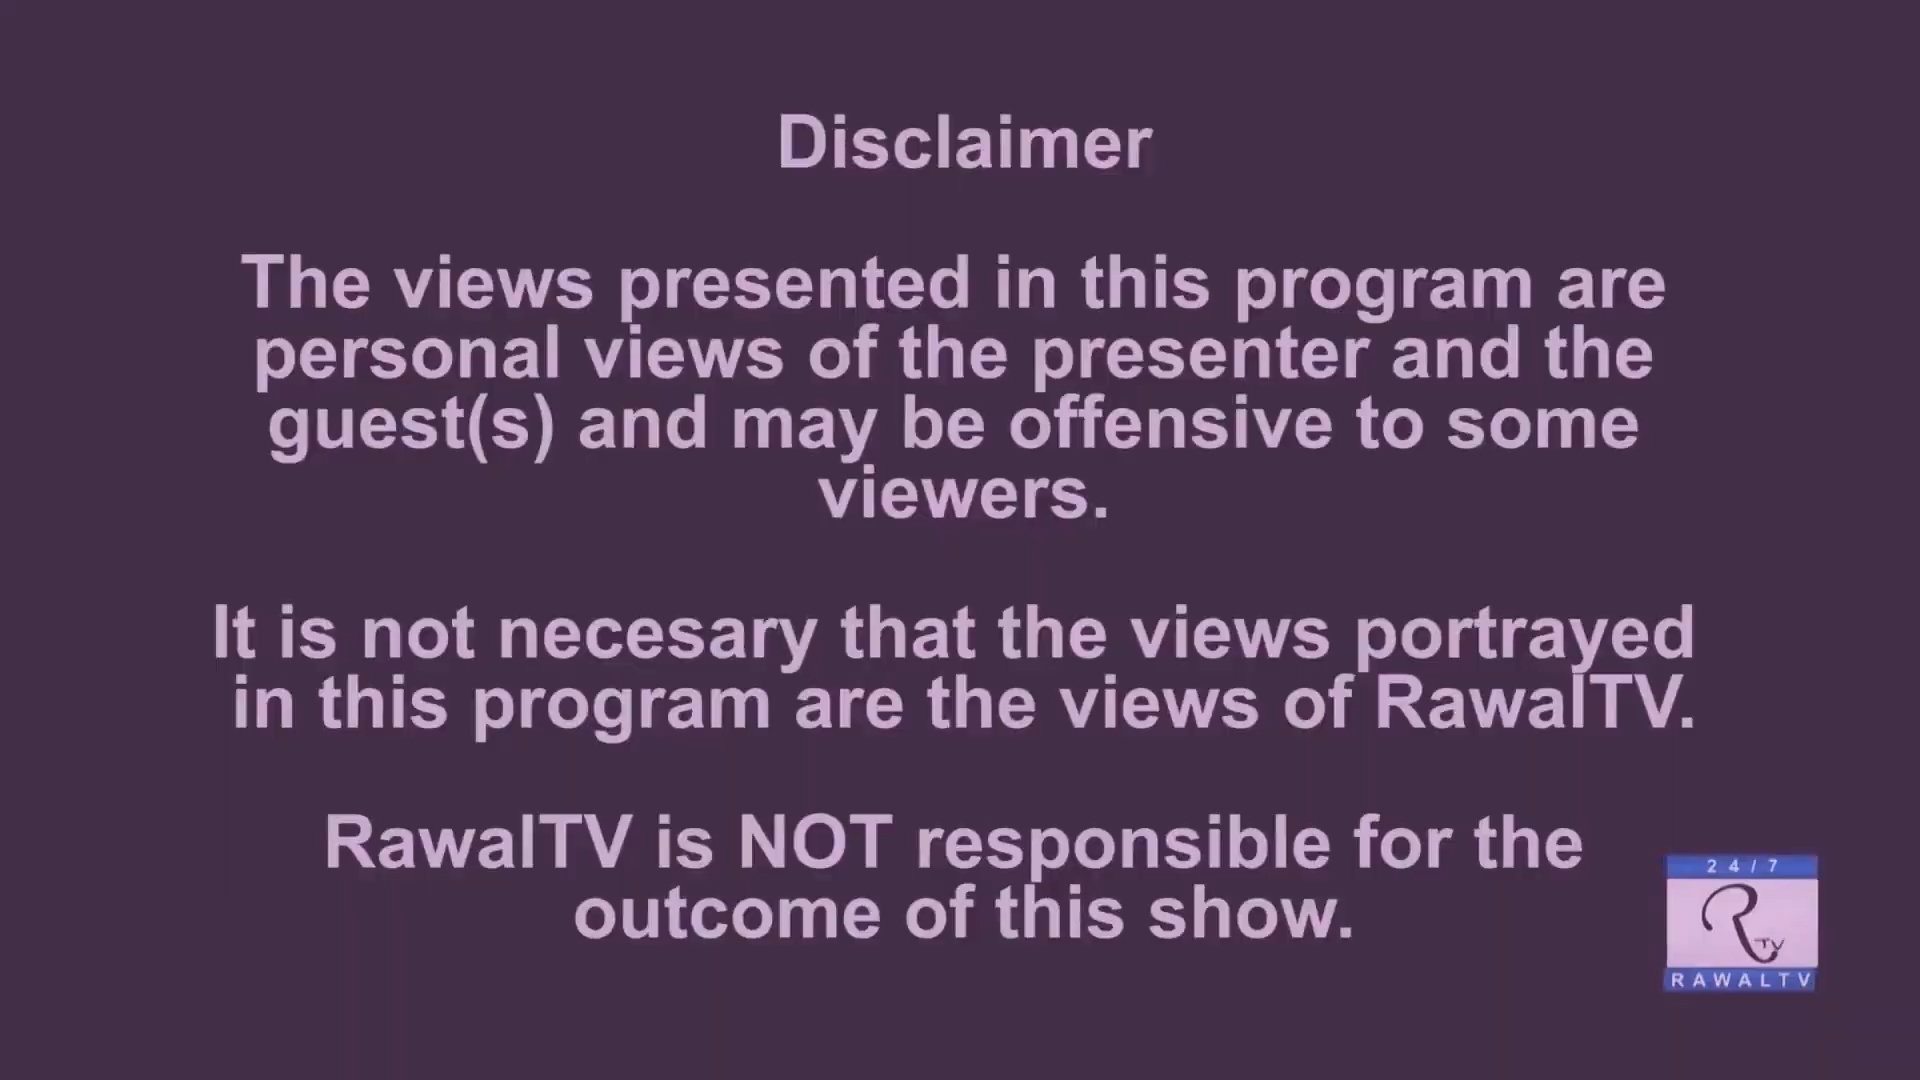 Disclaimer
The views presented in this program are
personal views of the presenter and the
guest(s) and may be offensive to some
viewers.
It is not necesary that the views portrayed
in this program are the views of RawalTV.
RawalTV is NOT responsible for the
outcome of this show.
24/7
R TV
RAWALTV